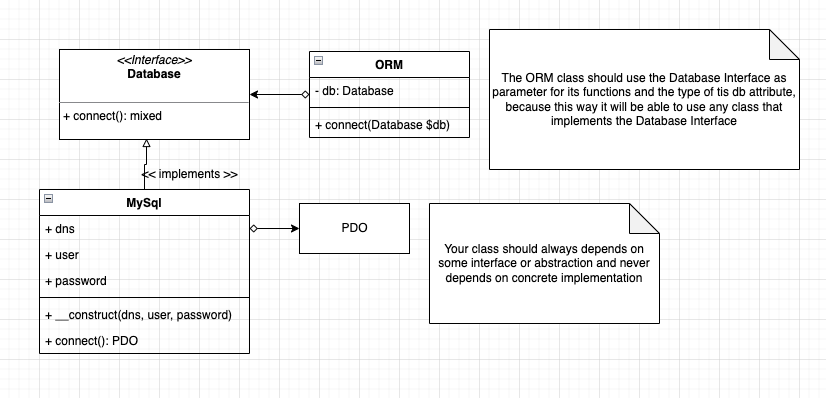 <<Interface>>
Database
+ connect(): mixed
ORM
- db: Database
+ connect(Database $db)
The ORM class should use the Database Interface as
parameter for its functions and the type of tis db attribute,
because this way it will be able to use any class that
implements the Database Interface
<< implements >>
MySql
+ dns
+ user
+ password
+ __construct(dns, user, password)
+ connect(): PDO
PDO
Your class should always depends on
some interface or abstraction and never
depends on concrete implementation